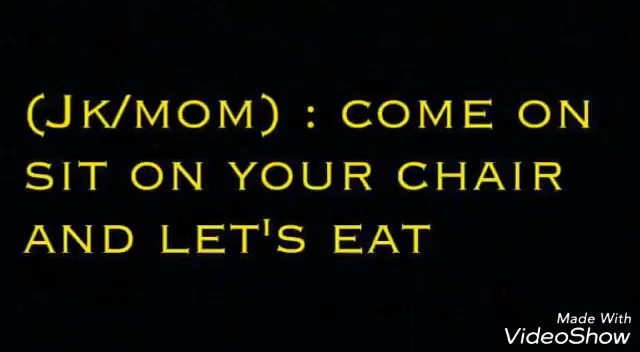 (JK/MOM) : COME ON
SIT ON YOUR CHAIR
AND LET'S EAT
Made With
VideoShow